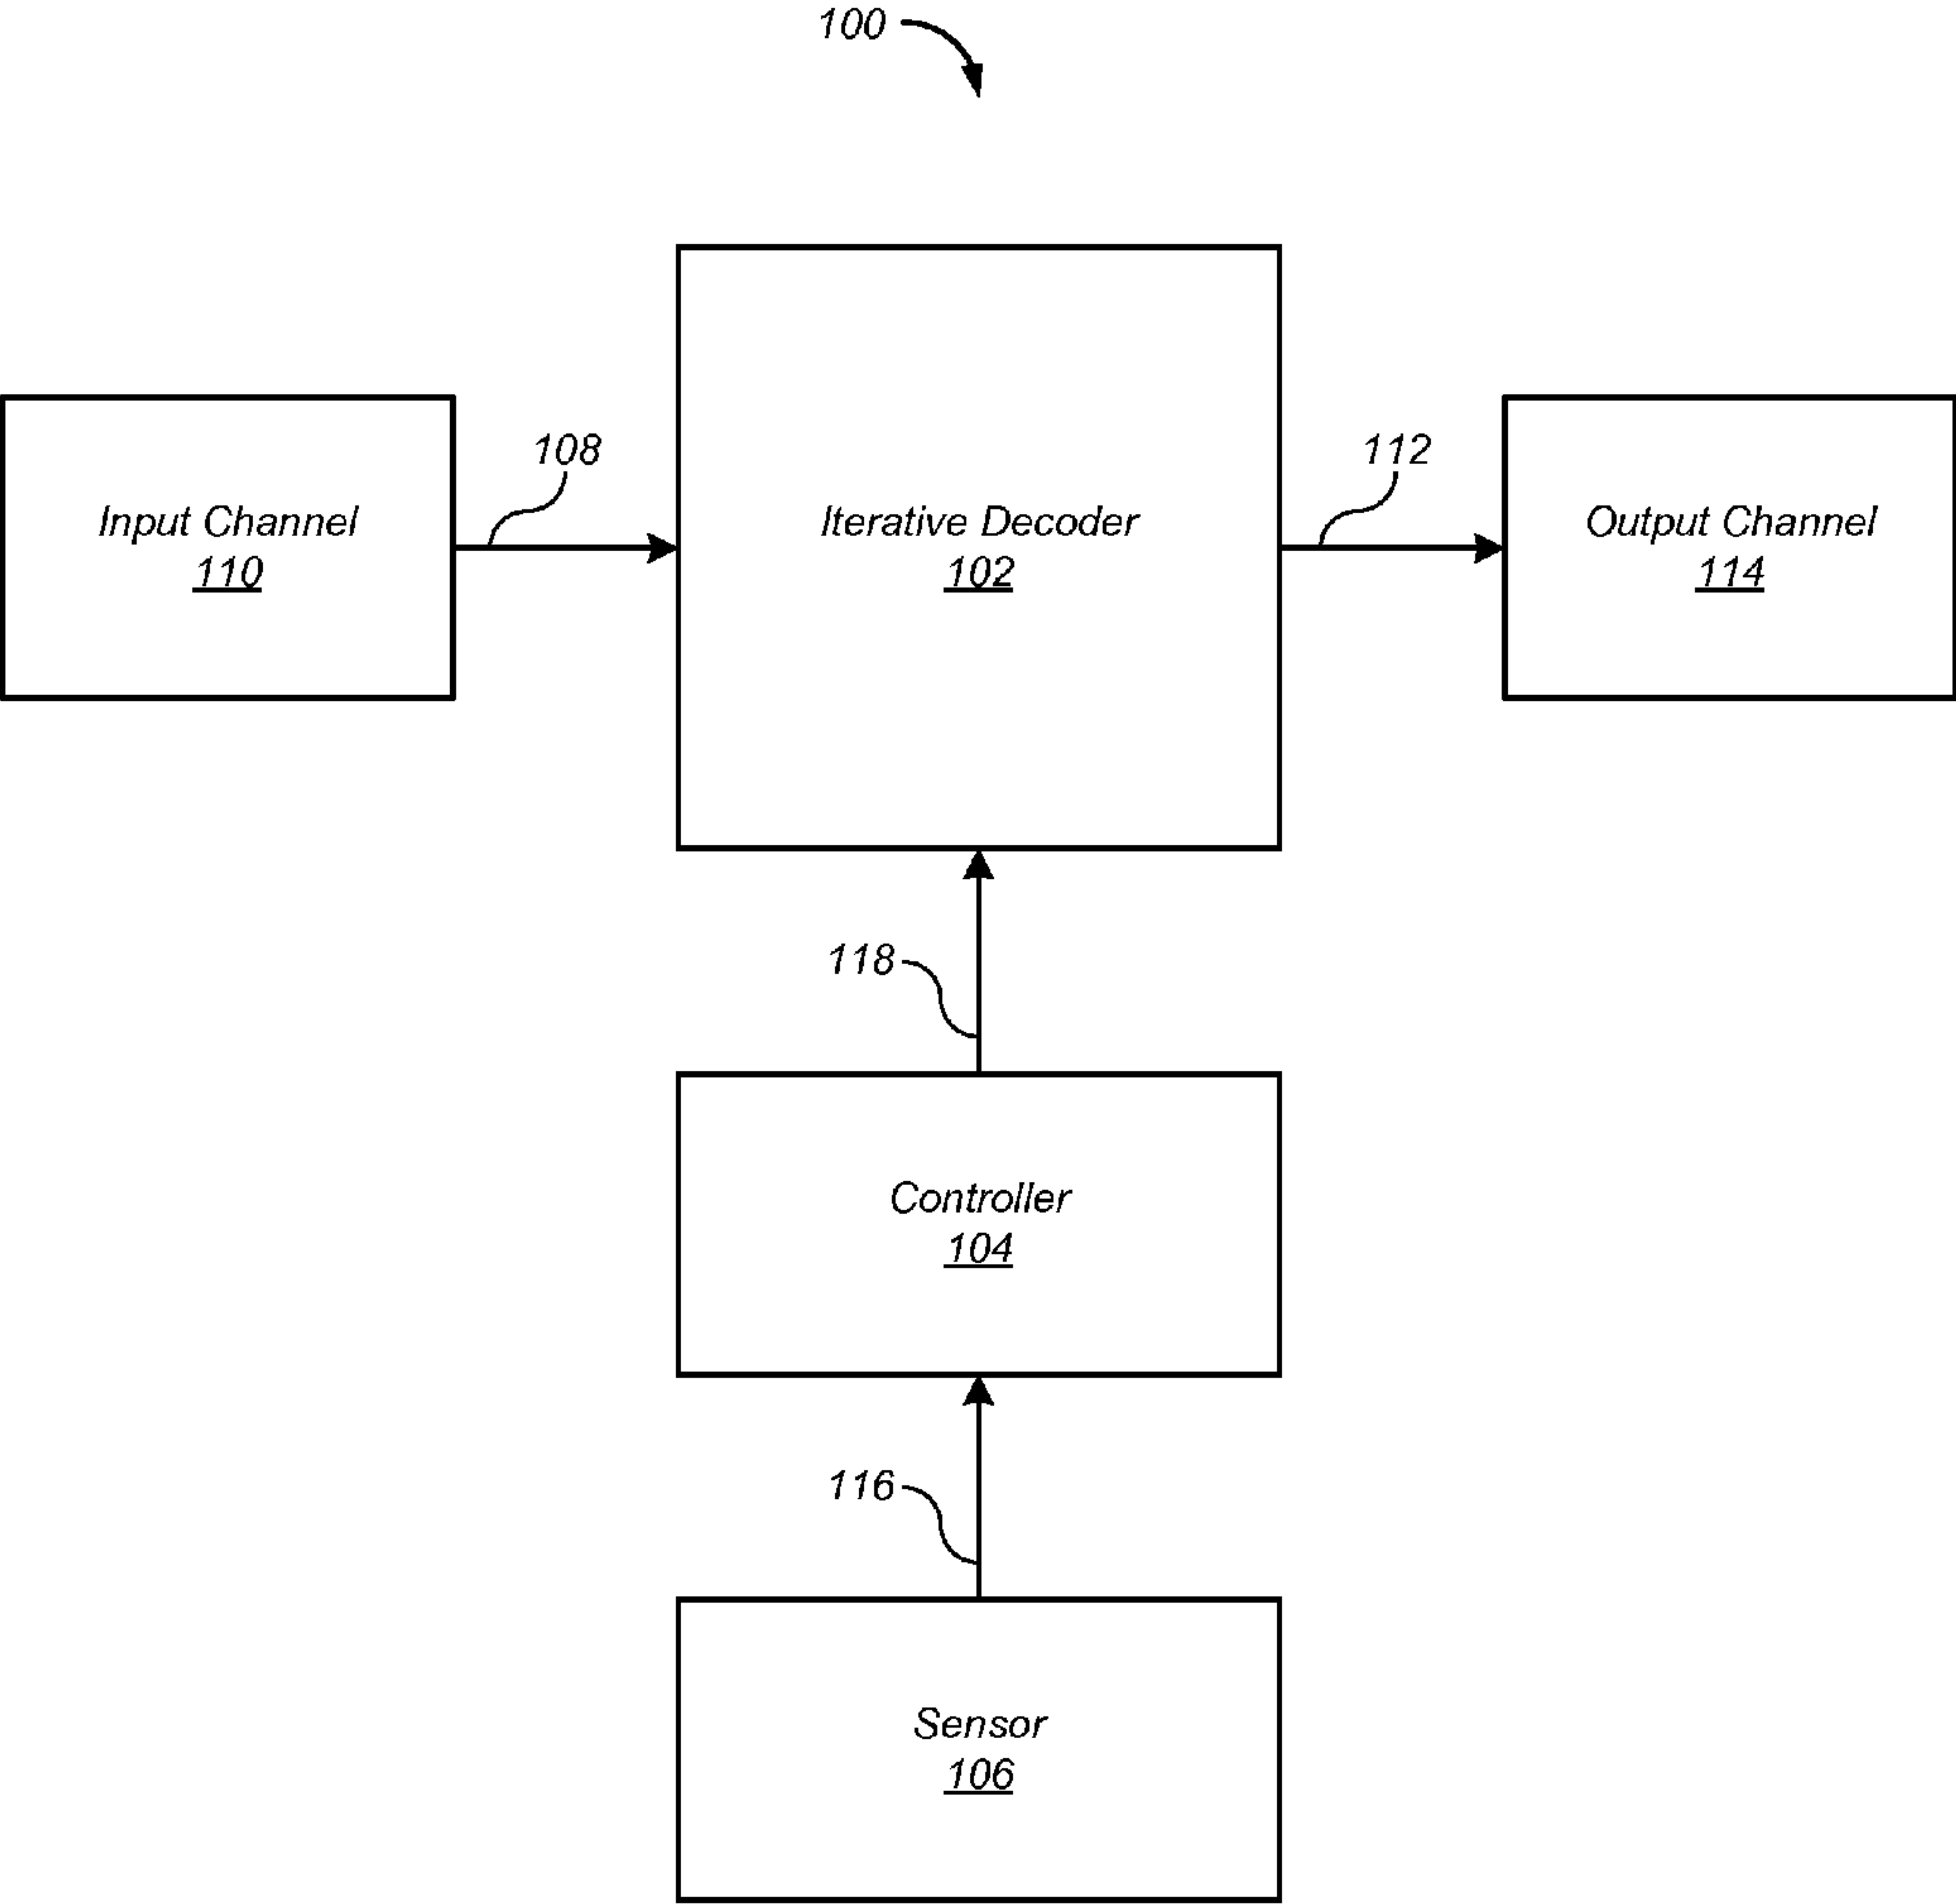 100
108
112
Input Channel
110
Iterative Decoder
102
Output Channel
114
118
Controller
104
116
Sensor
106